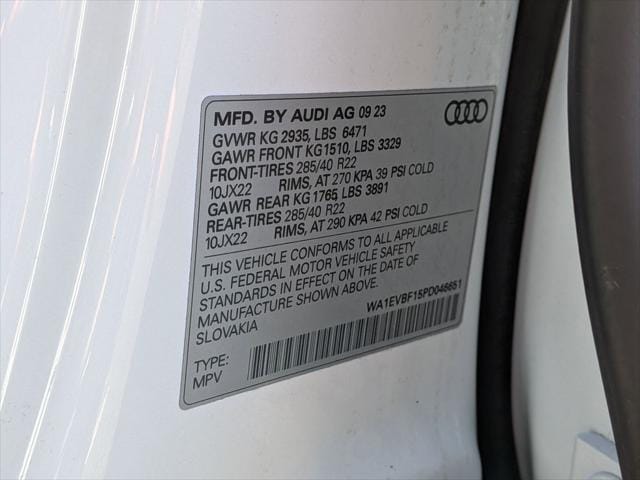 MFD. BY AUDI AG 09 23
GVWR KG 2935, LBS 6471
GAWR FRONT KG1510, LBS 3329
FRONT-TIRES 285/40 R22
10JX22 RIMS, AT 270 KPA 39 PSI COLD
GAWR REAR KG 1765, LBS 3891
REAR-TIRES 285/40 R22
10JX22 RIMS, AT 290 KPA 42 PSI COLD
THIS VEHICLE CONFORMS TO ALL APPLICABLE
U.S. FEDERAL MOTOR VEHICLE SAFETY
STANDARDS IN EFFECT ON THE DATE OF
MANUFACTURE SHOWN ABOVE.
SLOVAKIA
WA1EVBF15PD046651
TYPE:
MPV